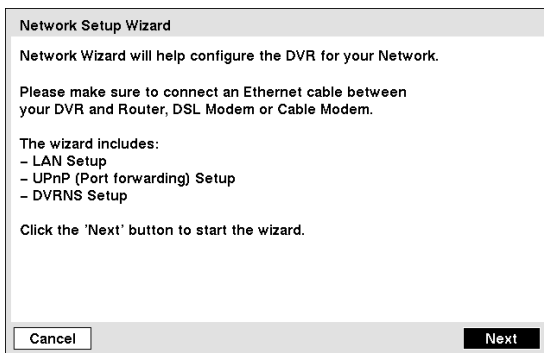 Network Setup Wizard
Network Wizard will help configure the DVR for your Network.
Please make sure to connect an Ethernet cable between
your DVR and Router, DSL Modem or Cable Modem.
The wizard includes:
– LAN Setup
– UPnP (Port forwarding) Setup
– DVRNS Setup
Click the 'Next' button to start the wizard.
Cancel
Next